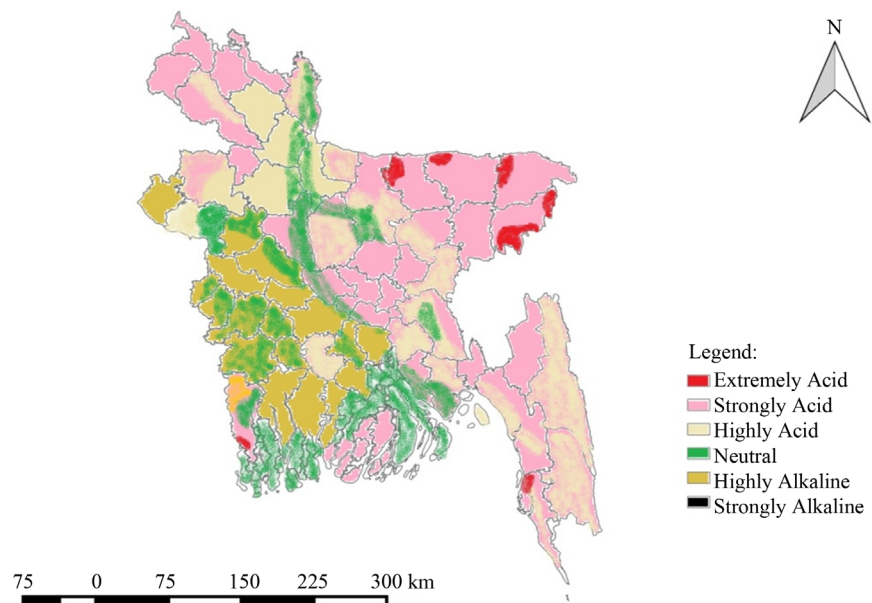 N
Legend:
Extremely Acid
Strongly Acid
Highly Acid
Neutral
Highly Alkaline
Strongly Alkaline
75 0 75 150 225 300 km